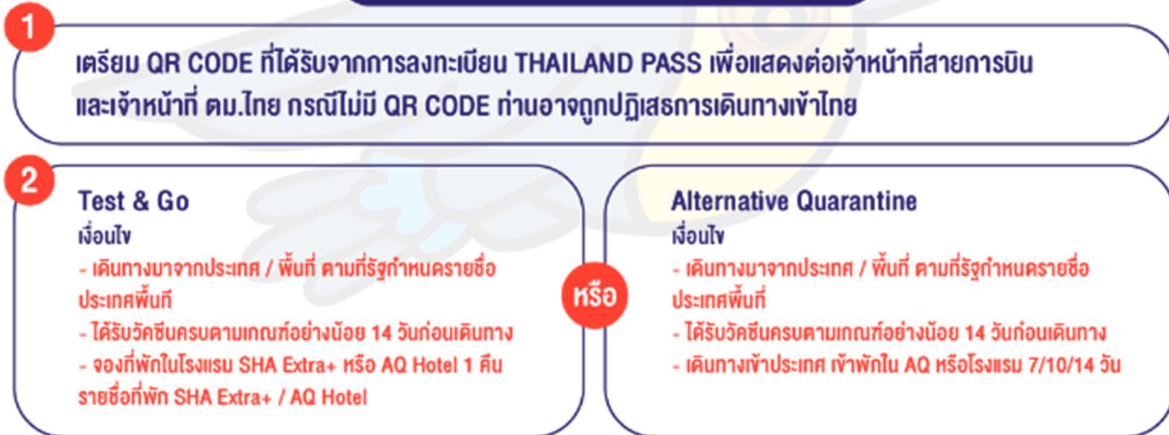 1
เตรียม QR CODE ที่ได้รับจากการลงทะเบียน THAILAND PASS เพื่อแสดงต่อเจ้าหน้าที่สายการบิน
และเจ้าหน้าที่ ตม.ไทย กรณีไม่มี QR CODE ท่านอาจถูกปฏิเสธการเดินทางเข้าไทย
2
Test & Go
เงื่อนไข
- เดินทางมาจากประเทศ / พื้นที่ ตามที่รัฐกำหนดรายชื่อ
ประเทศพื้นที่
- ได้รับวัคซีนครบตามเกณฑ์อย่างน้อย 14 วันก่อนเดินทาง
- จองที่พักในโรงแรม SHA Extra+ หรือ AQ Hotel 1 คืน
รายชื่อที่พัก SHA Extra+ / AQ Hotel
หรือ
Alternative Quarantine
เงื่อนไข
- เดินทางมาจากประเทศ / พื้นที่ ตามที่รัฐกำหนดรายชื่อ
ประเทศพื้นที่
- ได้รับวัคซีนครบตามเกณฑ์อย่างน้อย 14 วันก่อนเดินทาง
- เดินทางเข้าประเทศ เข้าพักใน AQ หรือโรงแรม 7/10/14 วัน